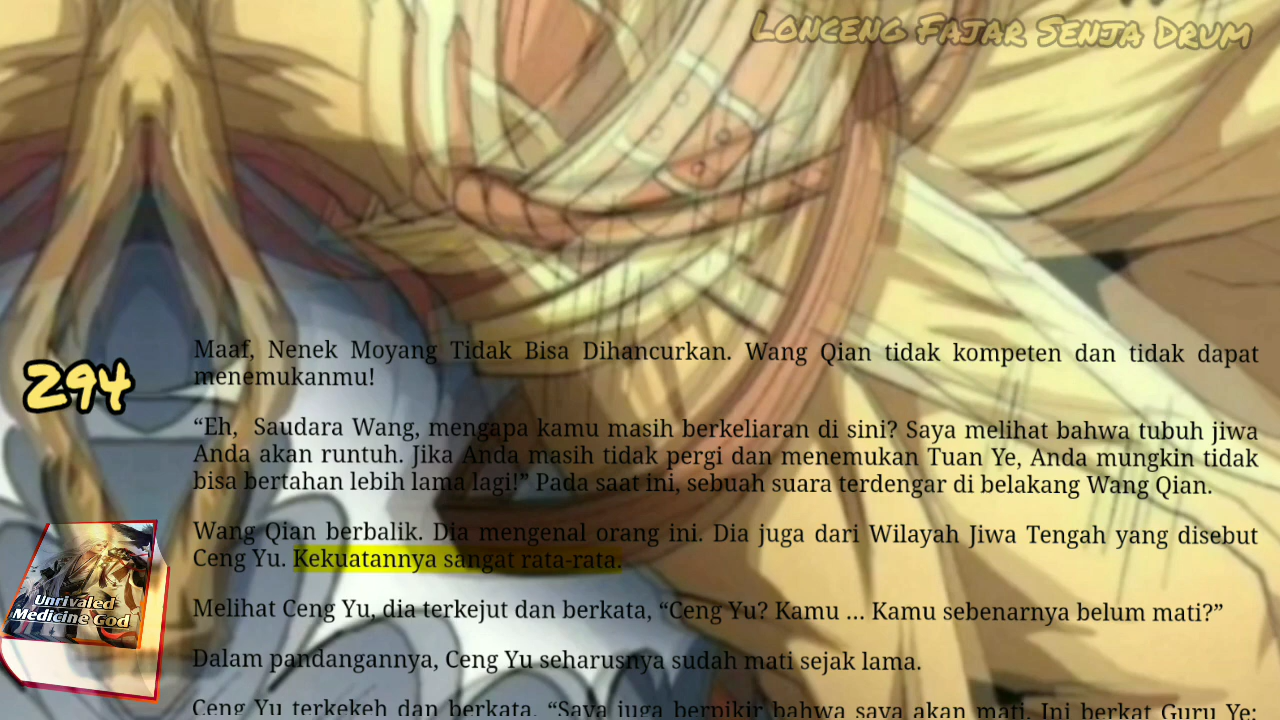 Lonceng Fajar Senja Drum
Maaf, Nenek Moyang Tidak Bisa Dihancurkan. Wang Qian tidak kompeten dan tidak dapat
menemukanmu!
294
“Eh, Saudara Wang, mengapa kamu masih berkeliaran di sini? Saya melihat bahwa tubuh jiwa
Anda akan runtuh. Jika Anda masih tidak pergi dan menemukan Tuan Ye, Anda mungkin tidak
bisa bertahan lebih lama lagi!” Pada saat ini, sebuah suara terdengar di belakang Wang Qian.
Wang Qian berbalik. Dia mengenal orang ini. Dia juga dari Wilayah Jiwa Tengah yang disebut
Ceng Yu. Kekuatannya sangat rata-rata.
Unrivaled
Medicine God
Melihat Ceng Yu, dia terkejut dan berkata, “Ceng Yu? Kamu ... Kamu sebenarnya belum mati?”
Dalam pandangannya, Ceng Yu seharusnya sudah mati sejak lama.
Ceng Yu terkekeh dan berkata, “Saya juga berpikir bahwa saya akan mati. Ini berkat Guru Ye;